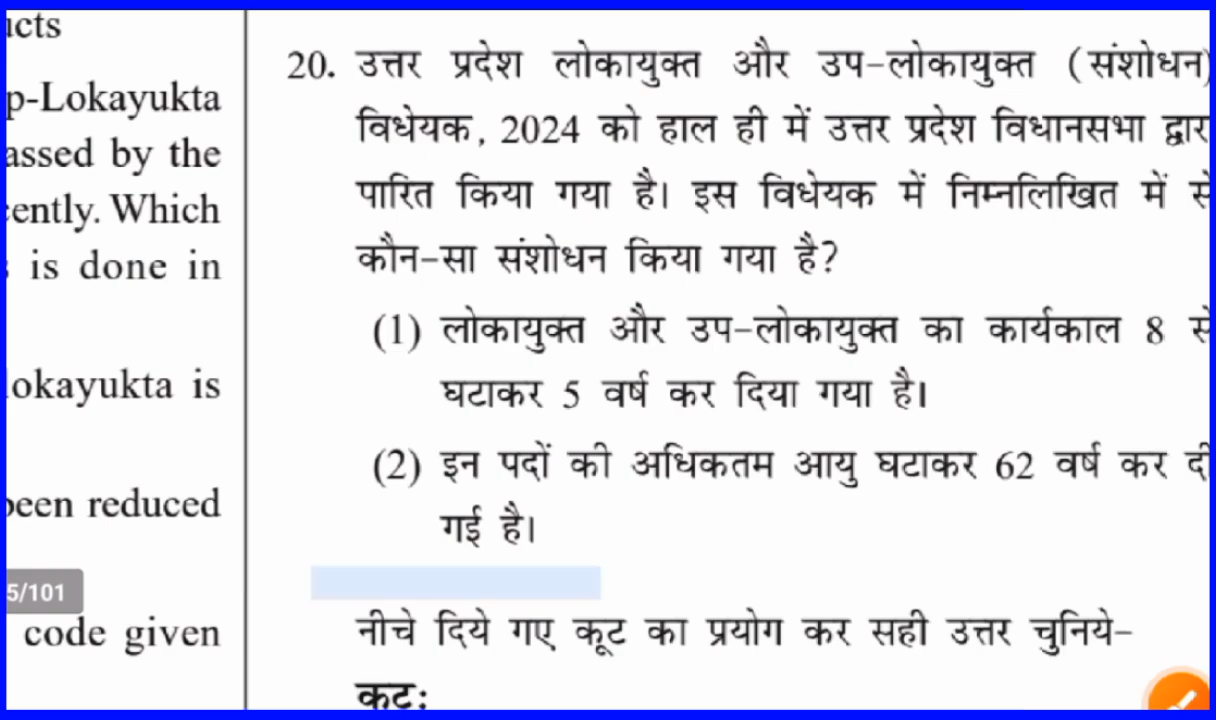 ucts
p-Lokayukta
assed by the
ently. Which
is done in
okayukta is
been reduced
5/101
code given
20. उत्तर प्रदेश लोकायुक्त और उप-लोकायुक्त (संशोधन)
विधेयक, 2024 को हाल ही में उत्तर प्रदेश विधानसभा द्वार
पारित किया गया है। इस विधेयक में निम्नलिखित में से
कौन-सा संशोधन किया गया है?
(1) लोकायुक्त और उप-लोकायुक्त का कार्यकाल 8 से
घटाकर 5 वर्ष कर दिया गया है।
(2) इन पदों की अधिकतम आयु घटाकर 62 वर्ष कर दी
गई है।
नीचे दिये गए कूट का प्रयोग कर सही उत्तर चुनिये-
कूट: